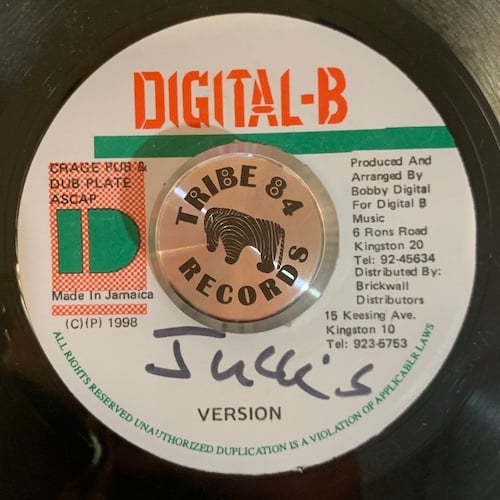 DIGITAL-B
CRAGE PUB &
DUB PLATE
ASCAP
D
Made In Jamaica
(C)(P) 1998
TRIBE 84
RECORDS
Produced And
Arranged By
Bobby Digital
For Digital B
Music
6 Rons Road
Kingston 20
Tel: 92-45634
Distributed By:
Brickwall
Distributors
15 Keesing Ave.
Kingston 10
Tel: 923-5753
VERSION
ALL RIGHTS RESERVED UNAUTHORIZED DUPLICATION IS A VIOLATION OF APPLICABLR LAWS